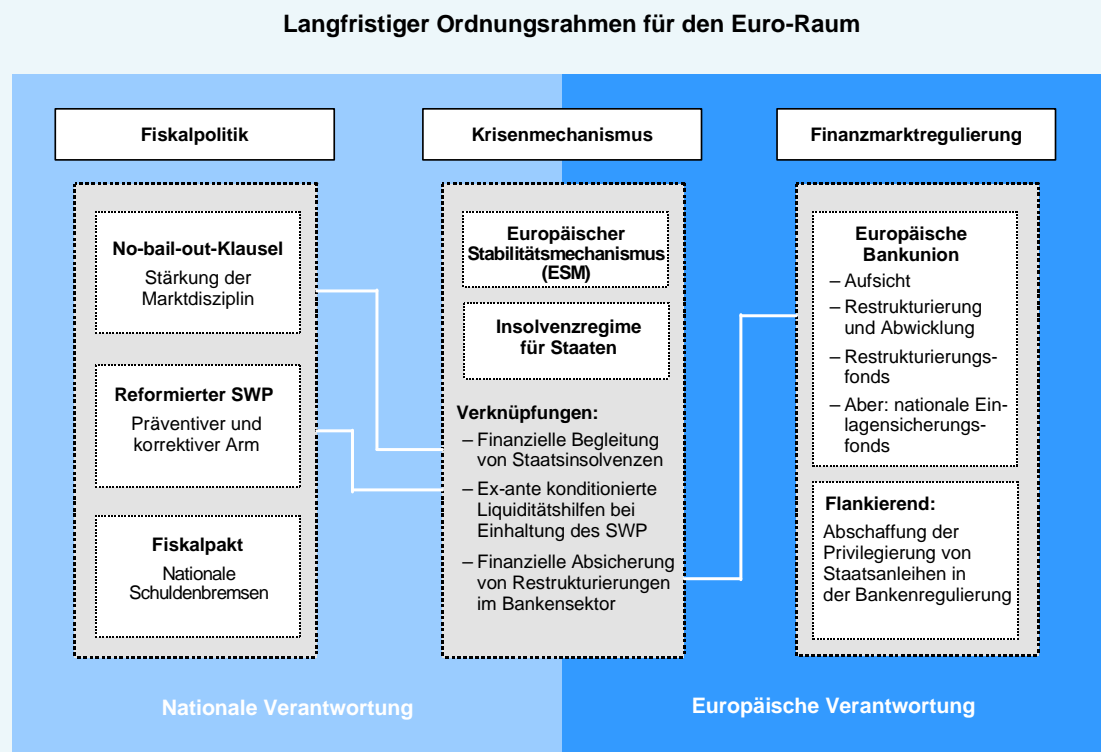 Langfristiger Ordnungsrahmen für den Euro-Raum
Fiskalpolitik
No-bail-out-Klausel
Stärkung der
Marktdisziplin
Reformierter SWP
Präventiver und
korrektiver Arm
Fiskalpakt
Nationale
Schuldenbremsen
Krisenmechanismus
Europäischer
Stabilitätsmechanismus
(ESM)
Insolvenzregime
für Staaten
Verknüpfungen:
– Finanzielle Begleitung
von Staatsinsolvenzen
– Ex-ante konditionierte
Liquiditätshilfen bei
Einhaltung des SWP
– Finanzielle Absicherung
von Restrukturierungen
im Bankensektor
Finanzmarktregulierung
Europäische
Bankunion
– Aufsicht
– Restrukturierung
und Abwicklung
– Restrukturierungs-
fonds
– Aber: nationale Ein-
lagensicherungs-
fonds
Flankierend:
Abschaffung der
Privilegierung von
Staatsanleihen in
der Bankenregulierung
Nationale Verantwortung
Europäische Verantwortung